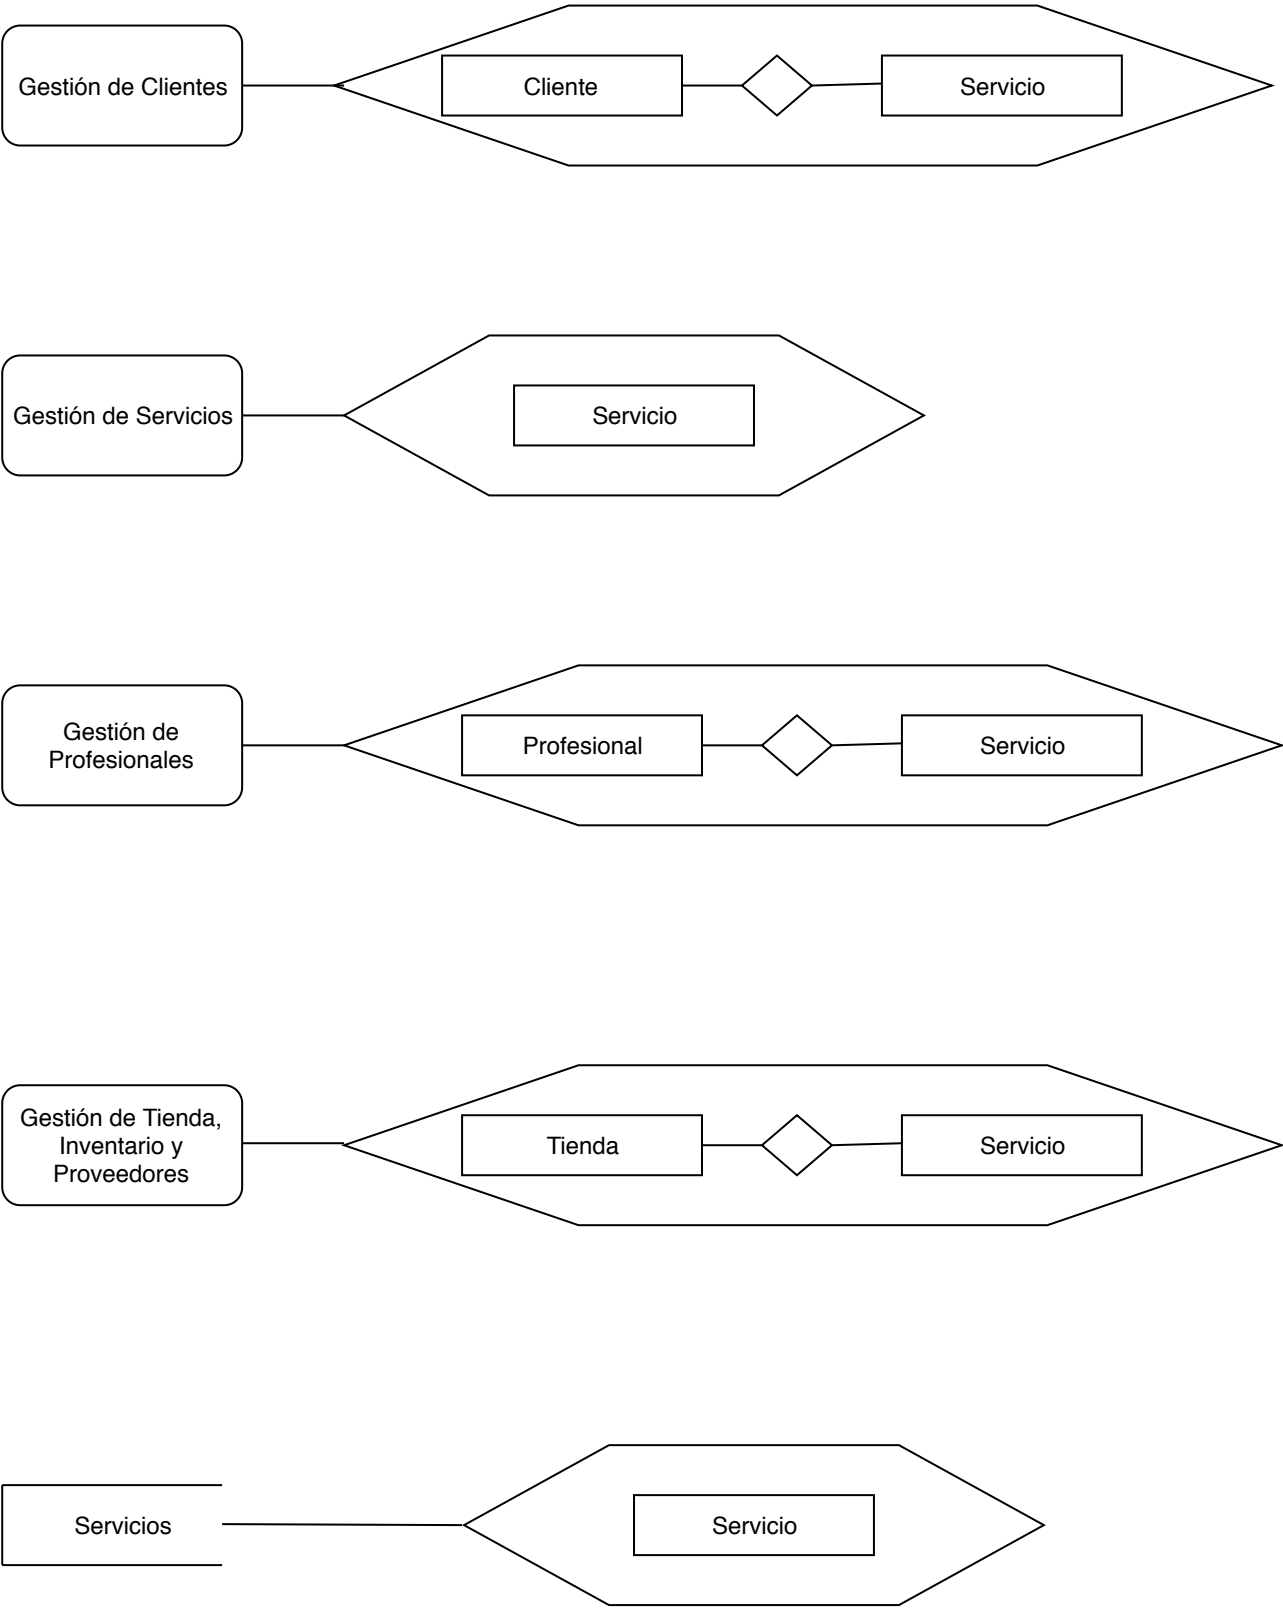 Gestión de Clientes
Cliente
Servicio
Gestión de Servicios
Servicio
Gestión de
Profesionales
Profesional
Servicio
Gestión de Tienda,
Inventario y
Proveedores
Tienda
Servicio
Servicios
Servicio